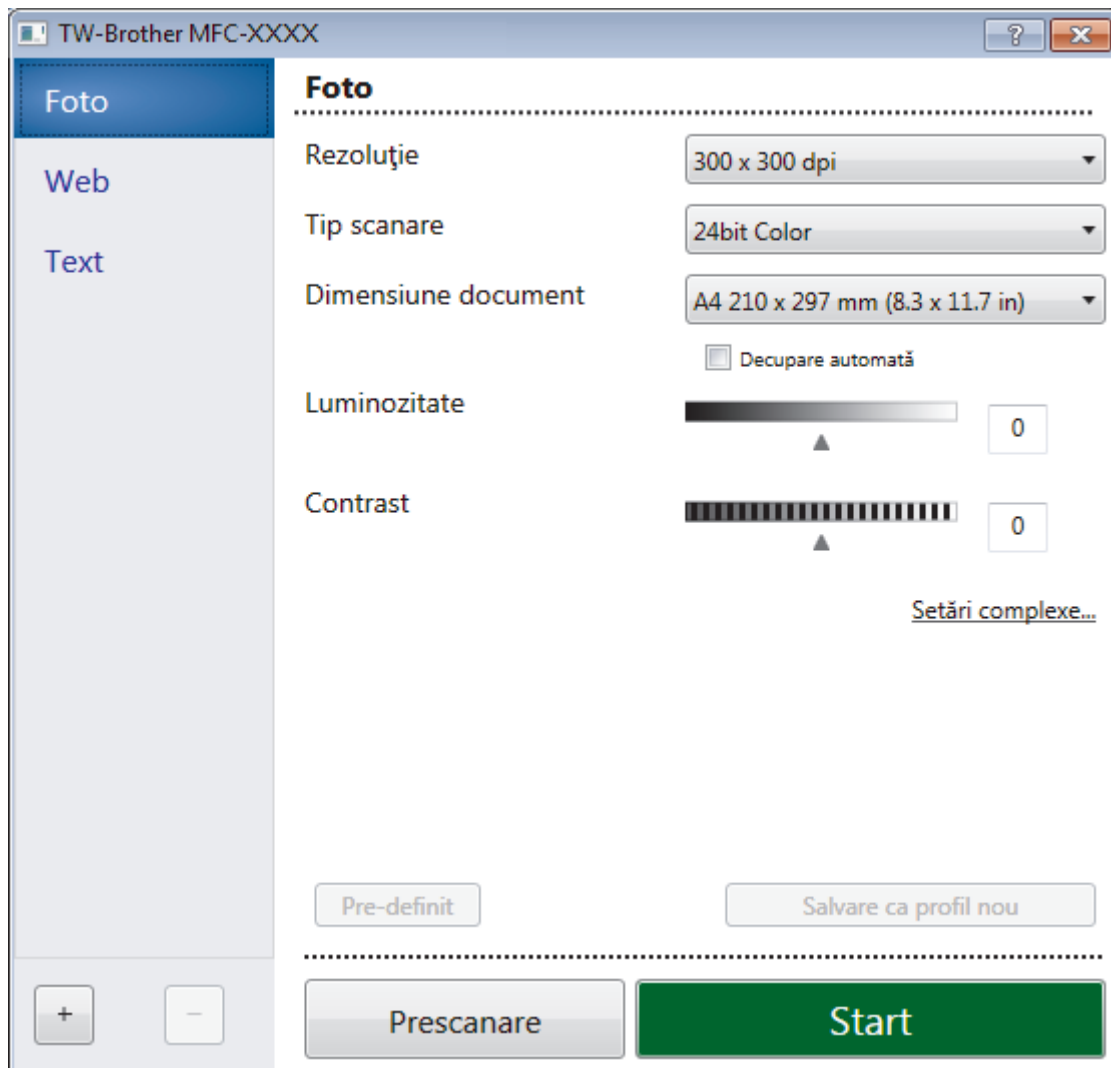 TW-Brother MFC-XXXX
Foto
Web
Text
Foto
Rezoluţie
300 x 300 dpi
Tip scanare
24bit Color
Dimensiune document
A4 210 x 297 mm (8.3 x 11.7 in)
Decupare automată
Luminozitate
0
Contrast
0
Setări complexe...
Pre-definit
Salvare ca profil nou
+
−
Prescanare
Start